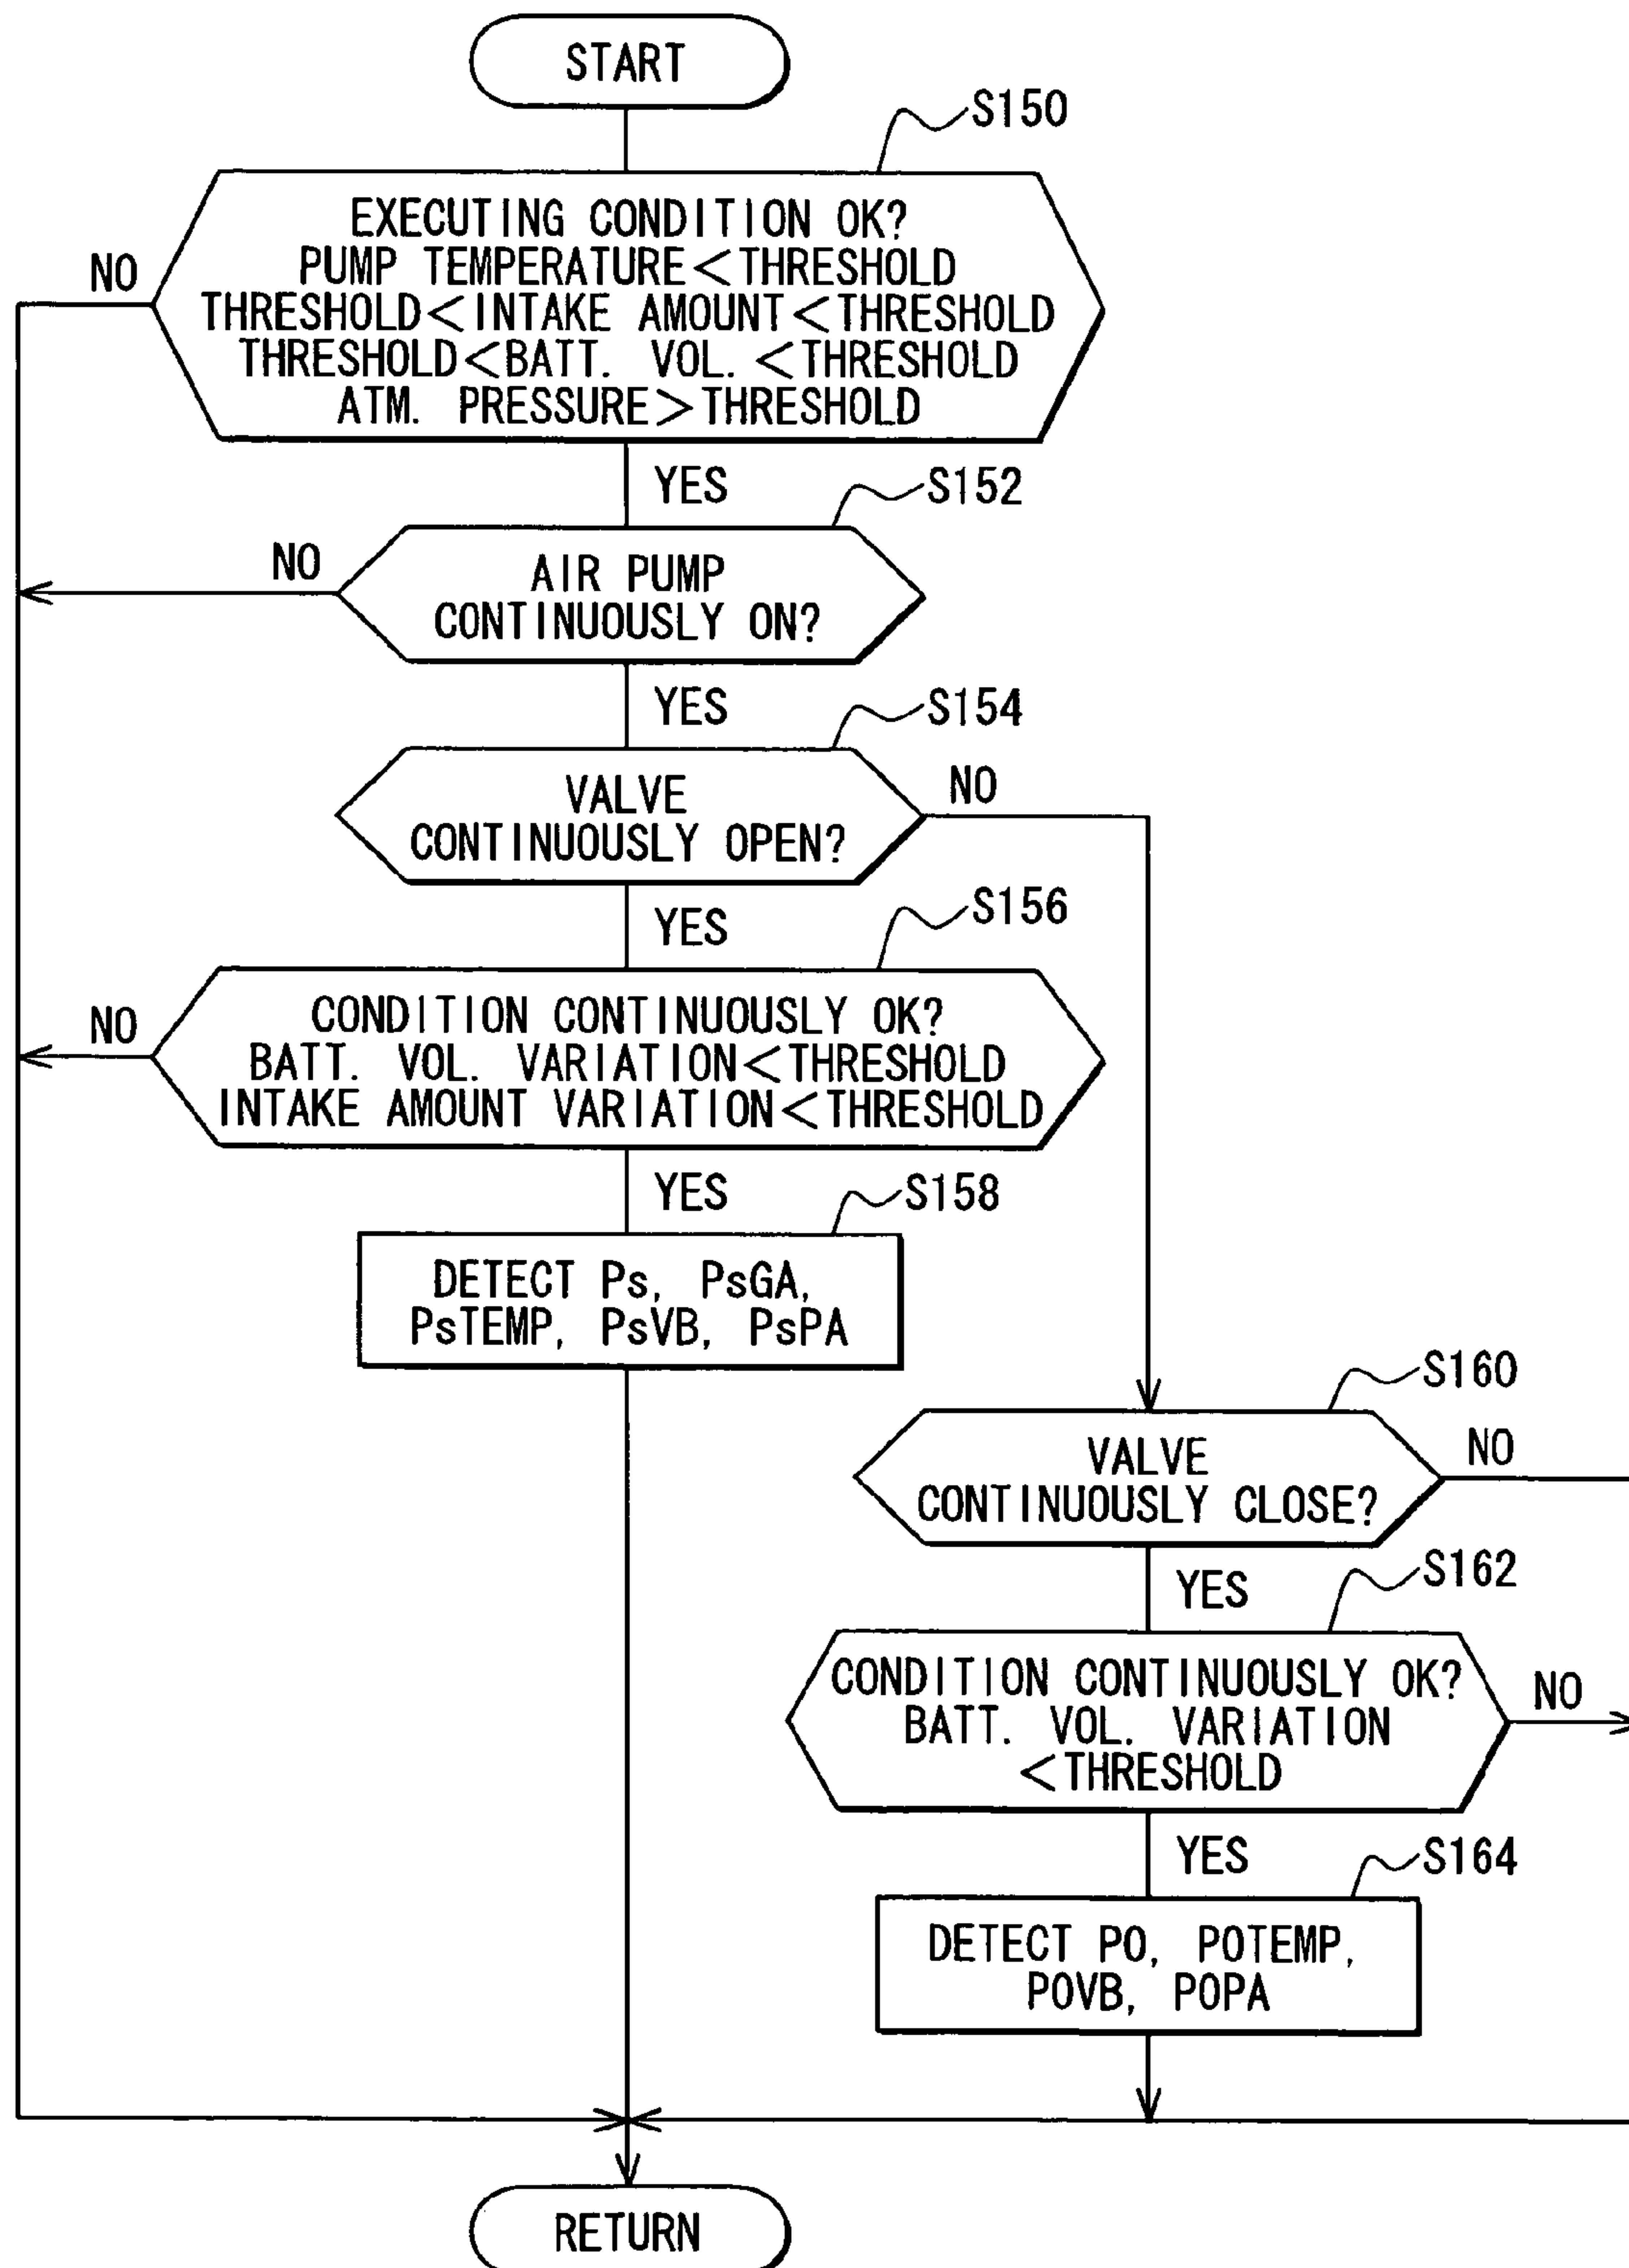 START
S150
EXECUTING CONDITION OK?
PUMP TEMPERATURE<THRESHOLD
THRESHOLD<INTAKE AMOUNT<THRESHOLD
THRESHOLD<BATT. VOL. <THRESHOLD
ATM. PRESSURE>THRESHOLD
NO
YES
S152
AIR PUMP
CONTINUOUSLY ON?
NO
YES
S154
VALVE
CONTINUOUSLY OPEN?
NO
YES
S156
CONDITION CONTINUOUSLY OK?
BATT. VOL. VARIATION<THRESHOLD
INTAKE AMOUNT VARIATION<THRESHOLD
NO
YES
S158
DETECT Ps, PsGA,
PsTEMP, PsVB, PsPA
S160
VALVE
CONTINUOUSLY CLOSE?
NO
YES
S162
CONDITION CONTINUOUSLY OK?
BATT. VOL. VARIATION
<THRESHOLD
NO
YES
S164
DETECT P0, P0TEMP,
P0VB, P0PA
RETURN